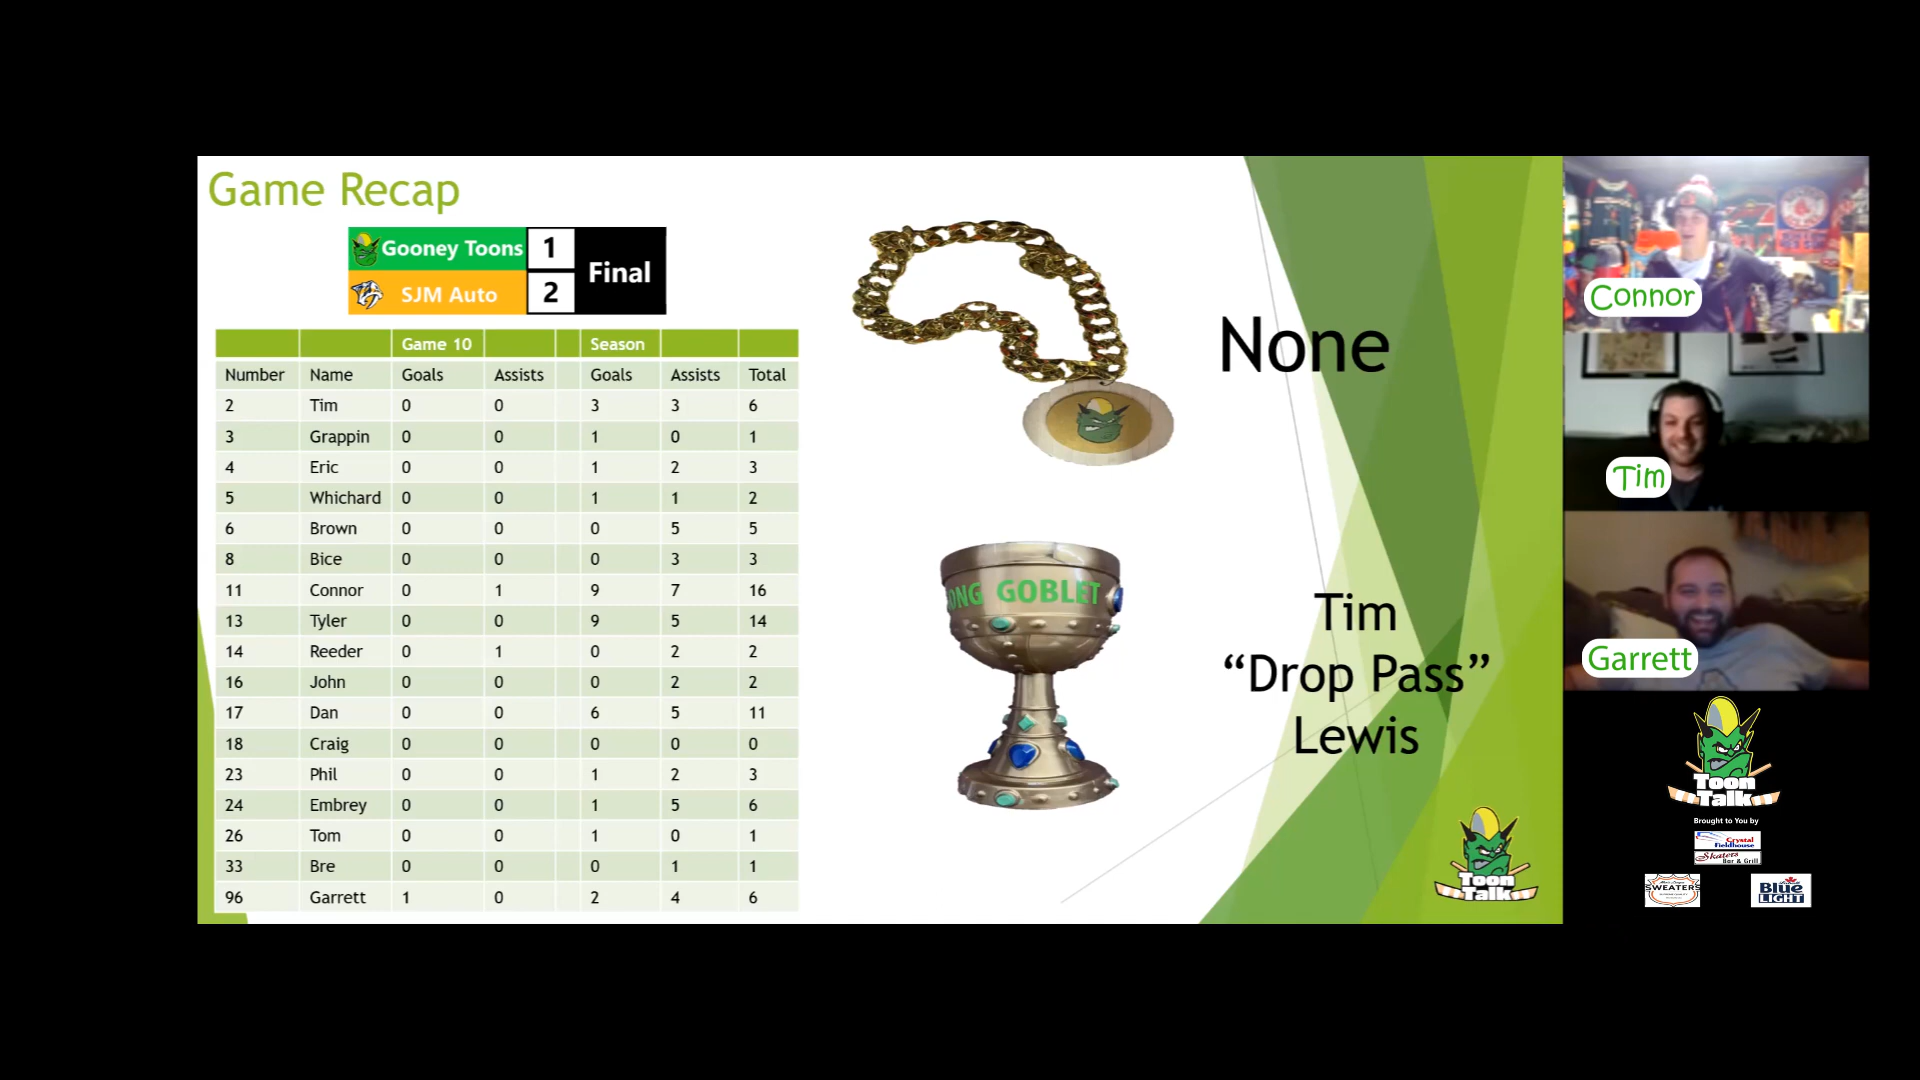 Game Recap
Gooney Toons 1
SJM Auto 2
Final
Game 10 Season
Number Name Goals Assists Goals Assists Total
2 Tim 0 0 3 3 6
3 Grappin 0 0 1 0 1
4 Eric 0 0 1 2 3
5 Whichard 0 0 1 1 2
6 Brown 0 0 0 5 5
8 Bice 0 0 0 3 3
11 Connor 0 1 9 7 16
13 Tyler 0 0 9 5 14
14 Reeder 0 1 0 2 2
16 John 0 0 0 2 2
17 Dan 0 0 6 5 11
18 Craig 0 0 0 0 0
23 Phil 0 0 1 2 3
24 Embrey 0 0 1 5 6
26 Tom 0 0 1 0 1
33 Bre 0 0 0 1 1
96 Garrett 1 0 2 4 6
None
ONG GOBLET
Tim
“Drop Pass”
Lewis
Toon
Talk
Connor
Tim
Garrett
Toon
Talk
Brought to You by
Crystal
Fieldhouse
Skaters
Bar & Grill
SWEATERS
Blue
LIGHT